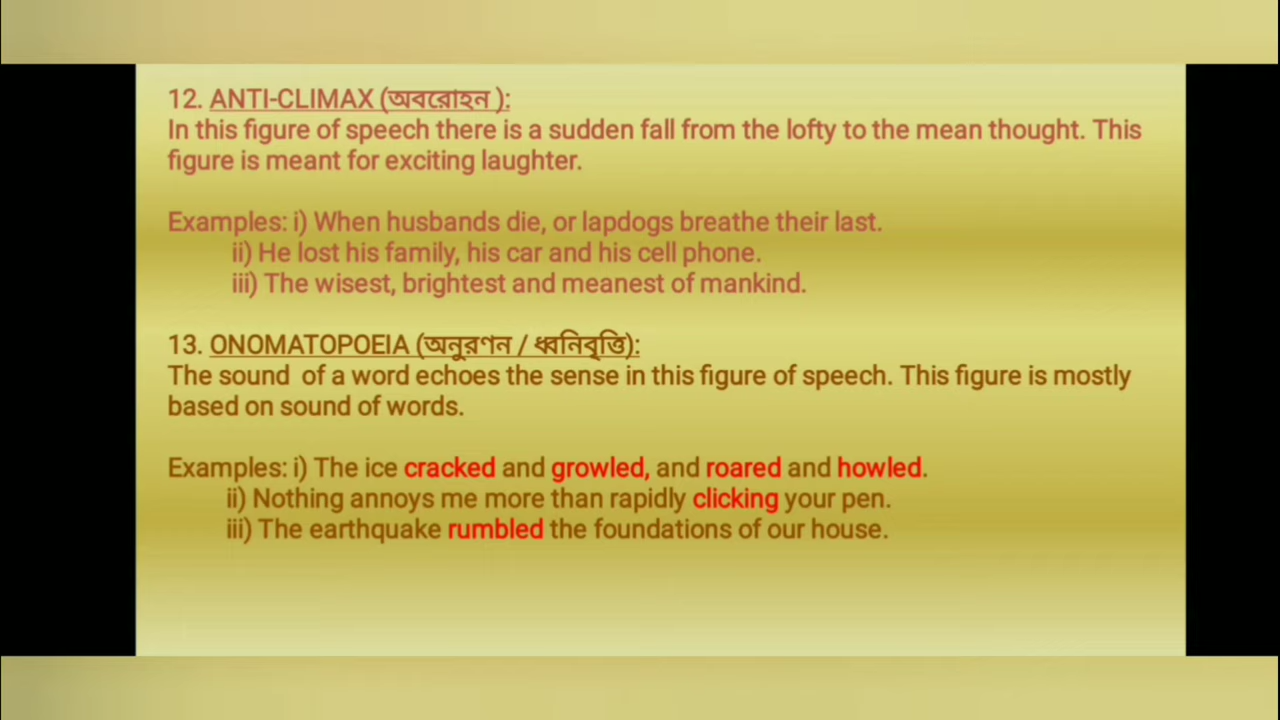 12. ANTI-CLIMAX (অবরোহন ):
In this figure of speech there is a sudden fall from the lofty to the mean thought. This
figure is meant for exciting laughter.
Examples: i) When husbands die, or lapdogs breathe their last.
ii) He lost his family, his car and his cell phone.
iii) The wisest, brightest and meanest of mankind.
13. ONOMATOPOEIA (অনুরণন / ধ্বনিবৃত্তি):
The sound  of a word echoes the sense in this figure of speech. This figure is mostly
based on sound of words.
Examples: i) The ice cracked and growled, and roared and howled.
ii) Nothing annoys me more than rapidly clicking your pen.
iii) The earthquake rumbled the foundations of our house.